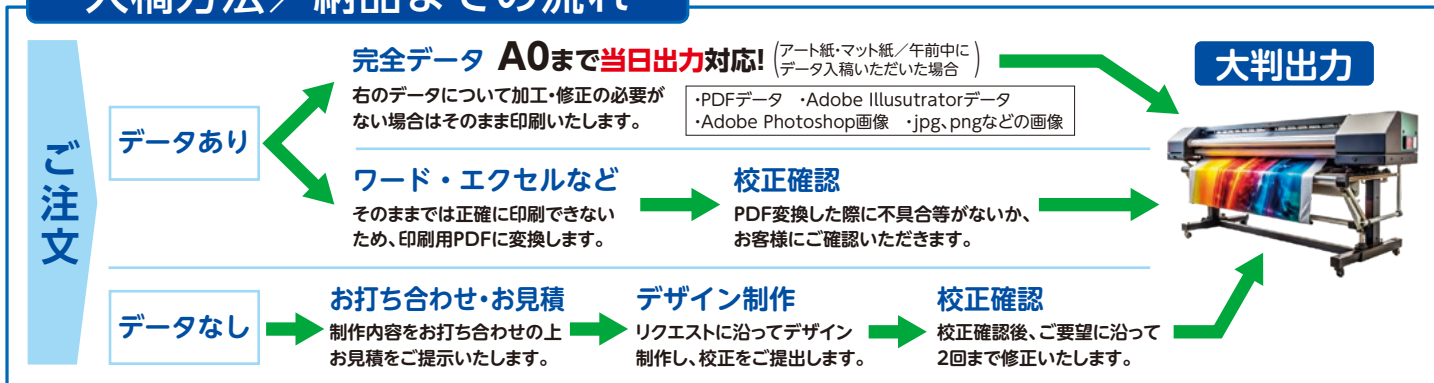 入稿方法／納品までの流れ
ご注文
データあり
完全データ A0まで当日出力対応!
(アート紙・マット紙／午前中に
データ入稿いただいた場合)
右のデータについて加工・修正の必要が
ない場合はそのまま印刷いたします。
・PDFデータ ・Adobe Illusutratorデータ
・Adobe Photoshop画像 ・jpg、pngなどの画像
ワード・エクセルなど
そのままでは正確に印刷できない
ため、印刷用PDFに変換します。
校正確認
PDF変換した際に不具合等がないか、
お客様にご確認いただきます。
大判出力
データなし
お打ち合わせ・お見積
制作内容をお打ち合わせの上
お見積をご提示いたします。
デザイン制作
リクエストに沿ってデザイン
制作し、校正をご提出します。
校正確認
校正確認後、ご要望に沿って
2回まで修正いたします。